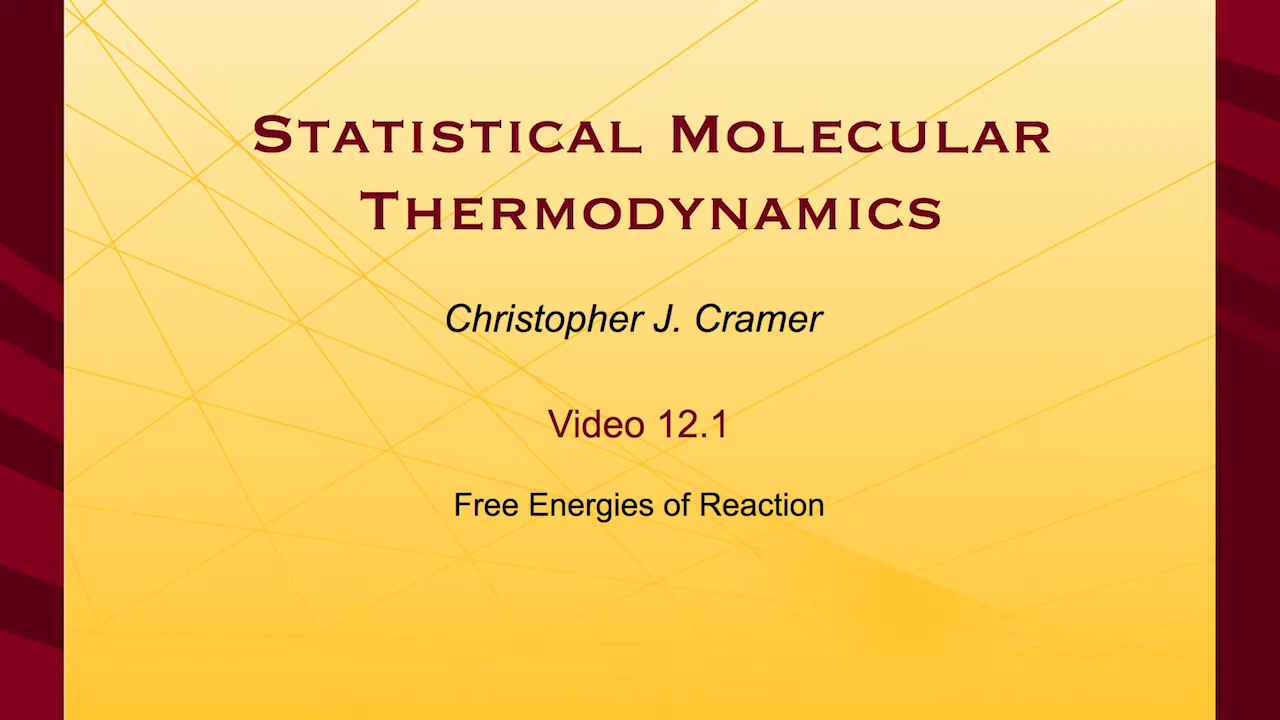 Statistical Molecular
Thermodynamics
Christopher J. Cramer
Video 12.1
Free Energies of Reaction